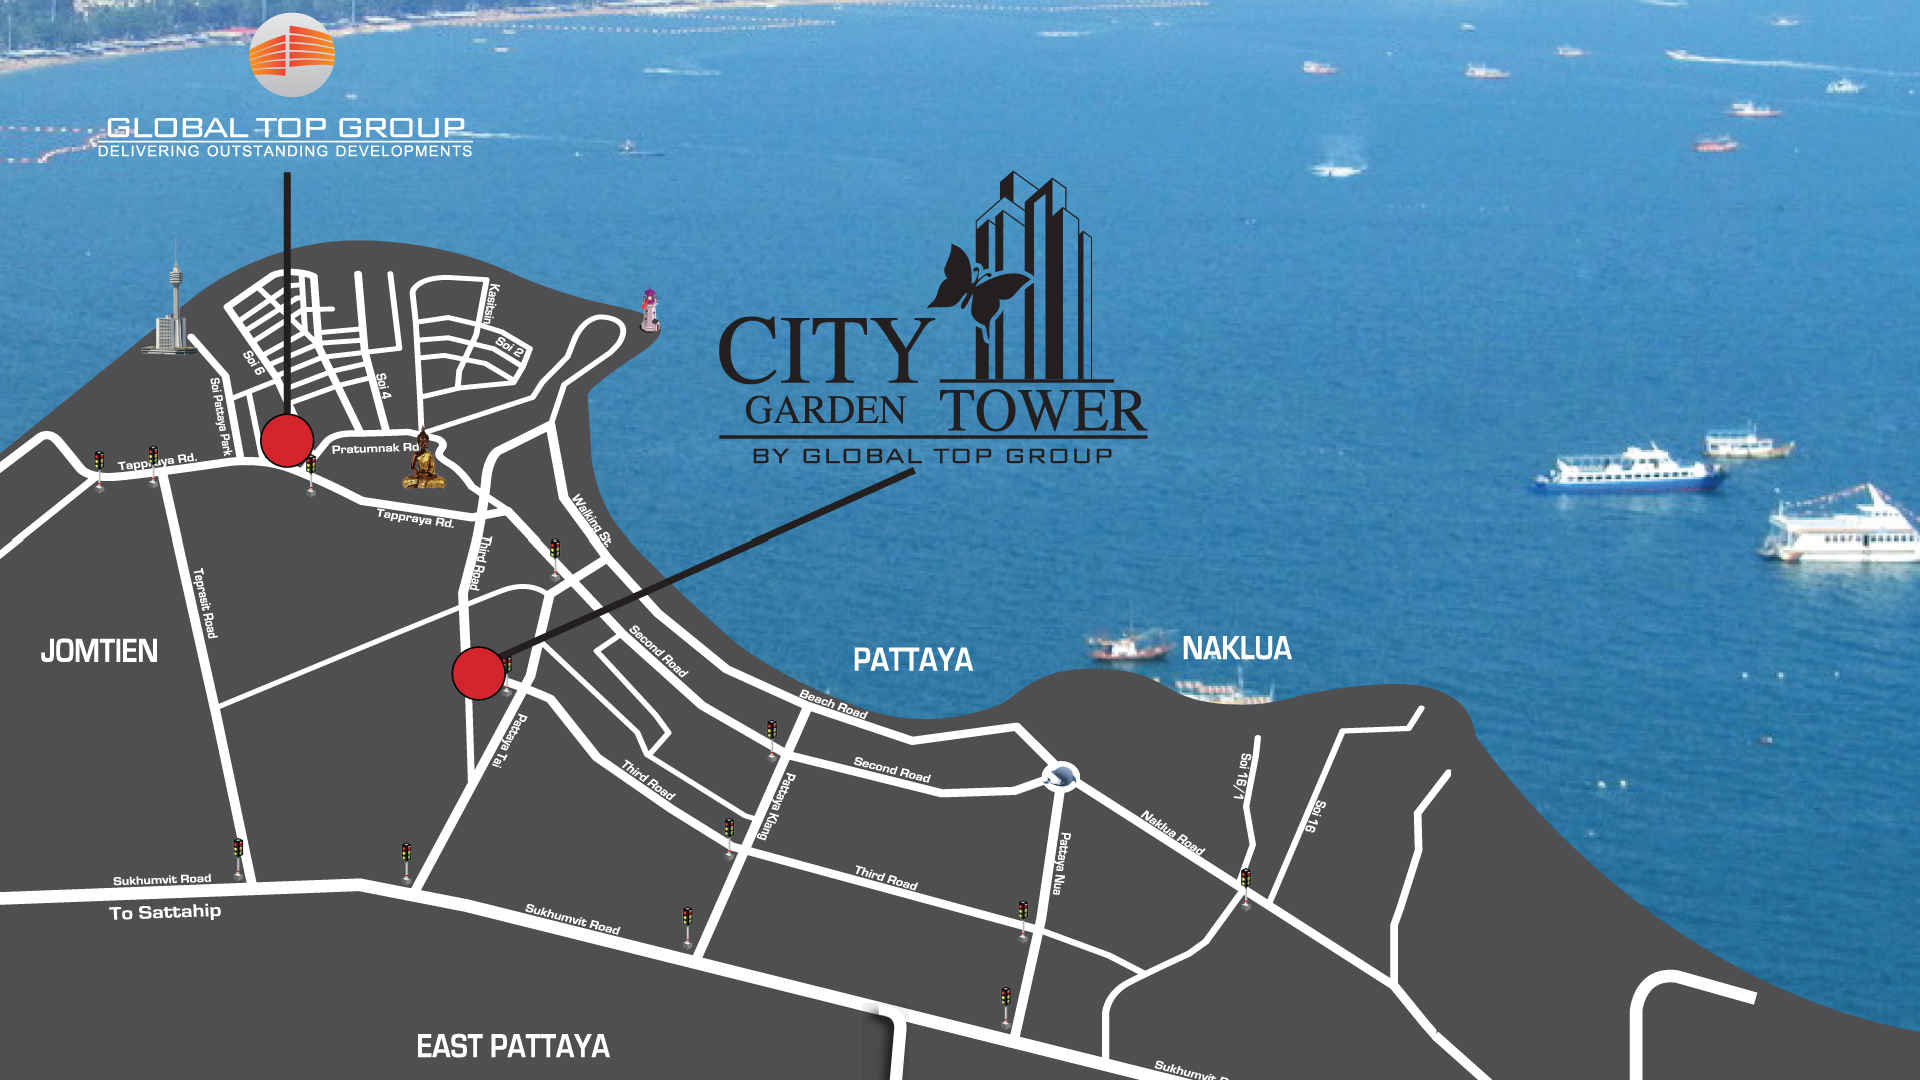 GLOBAL TOP GROUP
DELIVERING OUTSTANDING DEVELOPMENTS
CITY
GARDEN TOWER
BY GLOBAL TOP GROUP
Kasitsin
Soi 2
Soi 6
Soi 4
Soi Pattaya Park
Pratumnak Rd.
Tappraya Rd.
Tappraya Rd.
Walking St.
Third Road
Teprasit Road
JOMTIEN
Second Road
PATTAYA
NAKLUA
Beach Road
Pattaya Tai
Third Road
Second Road
Pattaya Klang
Soi 16/1
Soi 16
Naklua Road
Pattaya Nua
Third Road
Sukhumvit Road
To Sattahip
Sukhumvit Road
EAST PATTAYA
Sukhumvit R